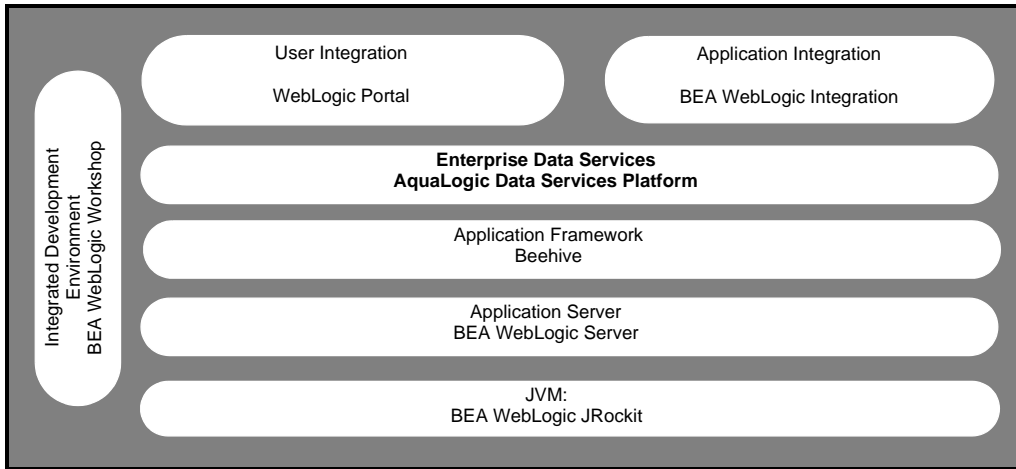 User Integration
WebLogic Portal
Application Integration
BEA WebLogic Integration
Integrated Development
Environment
BEA WebLogic Workshop
Enterprise Data Services
AquaLogic Data Services Platform
Application Framework
Beehive
Application Server
BEA WebLogic Server
JVM:
BEA WebLogic JRockit